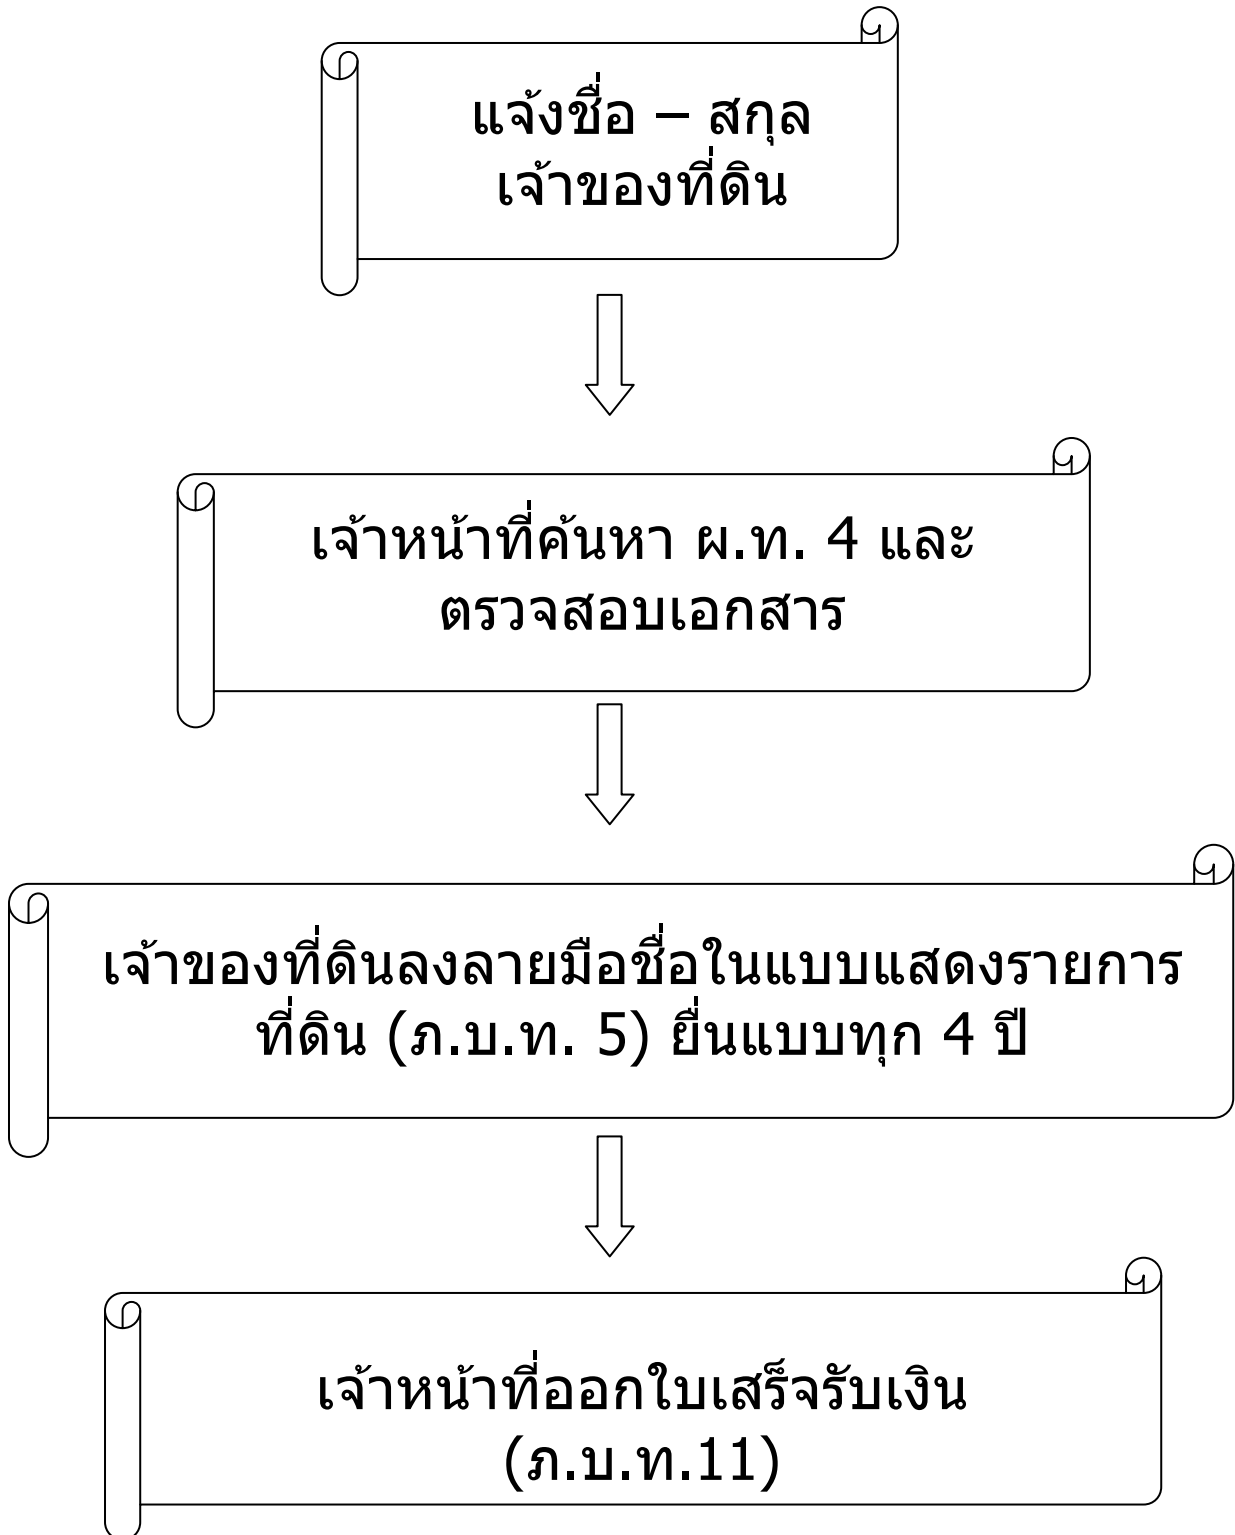 แจ้งชื่อ – สกุล
เจ้าของที่ดิน
เจ้าหน้าที่ค้นหา ผ.ท. 4 และ
ตรวจสอบเอกสาร
เจ้าของที่ดินลงลายมือชื่อในแบบแสดงรายการ
ที่ดิน (ภ.บ.ท. 5) ยื่นแบบทุก 4 ปี
เจ้าหน้าที่ออกใบเสร็จรับเงิน
(ภ.บ.ท.11)